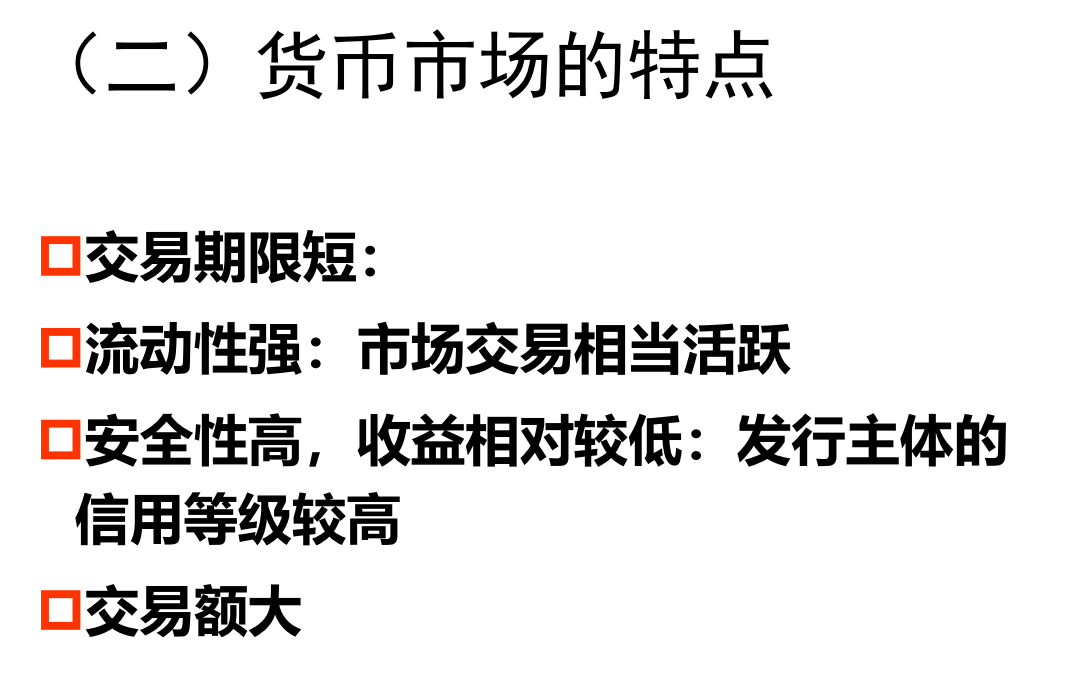 （二）货币市场的特点
交易期限短：
流动性强：市场交易相当活跃
安全性高，收益相对较低：发行主体的
信用等级较高
交易额大